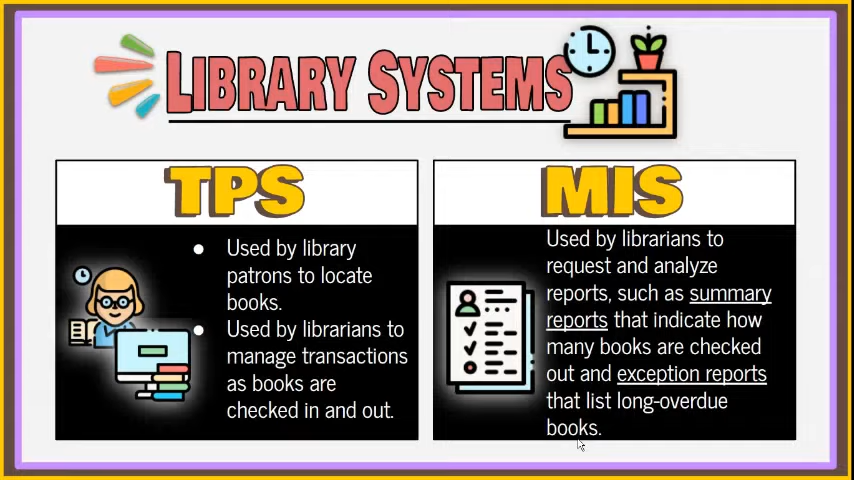 LIBRARY SYSTEMS
TPS
● Used by library
patrons to locate
books.
● Used by librarians to
manage transactions
as books are
checked in and out.
MIS
Used by librarians to
request and analyze
reports, such as summary
reports that indicate how
many books are checked
out and exception reports
that list long-overdue
books.